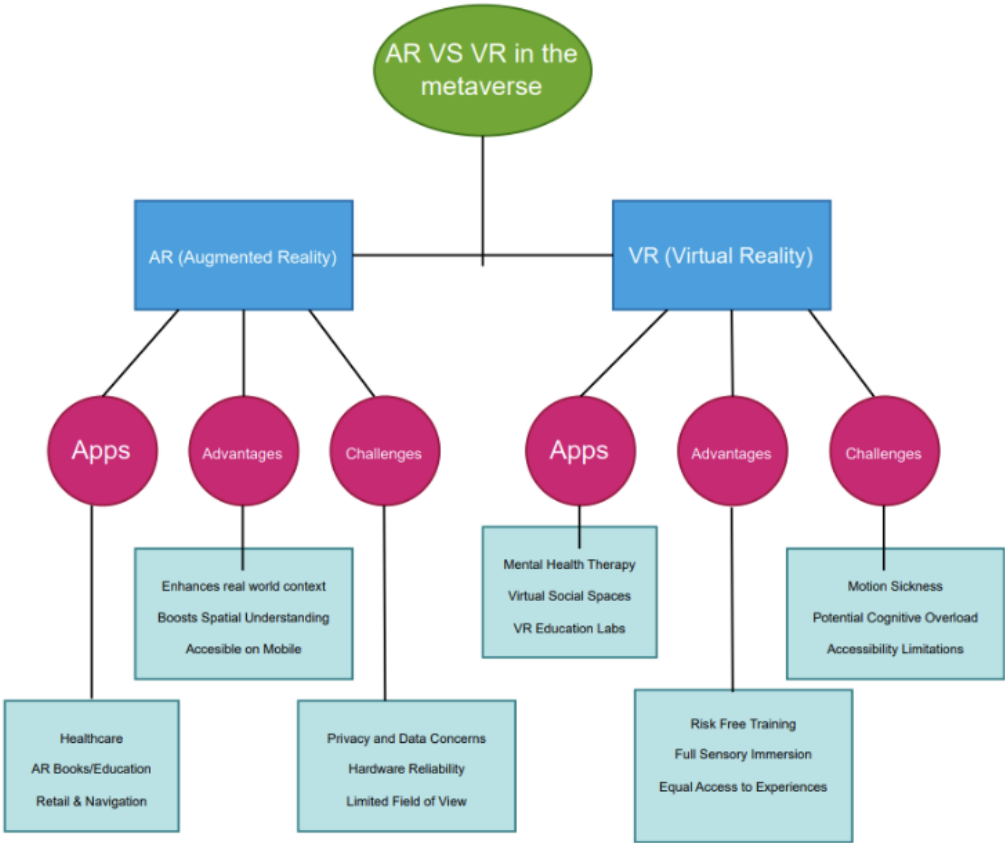 AR VS VR in the
metaverse
AR (Augmented Reality)
VR (Virtual Reality)
Apps
Advantages
Challenges
Apps
Advantages
Challenges
Healthcare
AR Books/Education
Retail & Navigation
Enhances real world context
Boosts Spatial Understanding
Accesible on Mobile
Privacy and Data Concerns
Hardware Reliability
Limited Field of View
Mental Health Therapy
Virtual Social Spaces
VR Education Labs
Risk Free Training
Full Sensory Immersion
Equal Access to Experiences
Motion Sickness
Potential Cognitive Overload
Accessibility Limitations